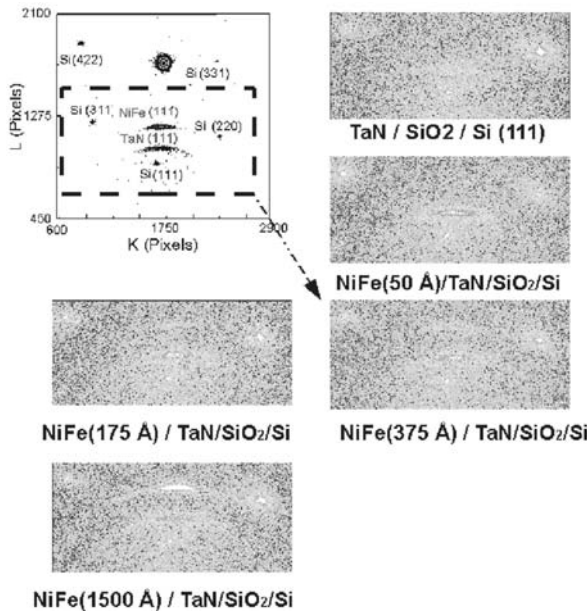 2100
Si (422)
Si (331)
L (Pixels)
1275
Si (311)
NiFe (111)
TaN (111)
Si (220)
Si (111)
450
600
1750
2900
K (Pixels)
TaN / SiO2 / Si (111)
NiFe(50 Å)/TaN/SiO₂/Si
NiFe(175 Å) / TaN/SiO₂/Si
NiFe(375 Å) / TaN/SiO₂/Si
NiFe(1500 Å) / TaN/SiO₂/Si